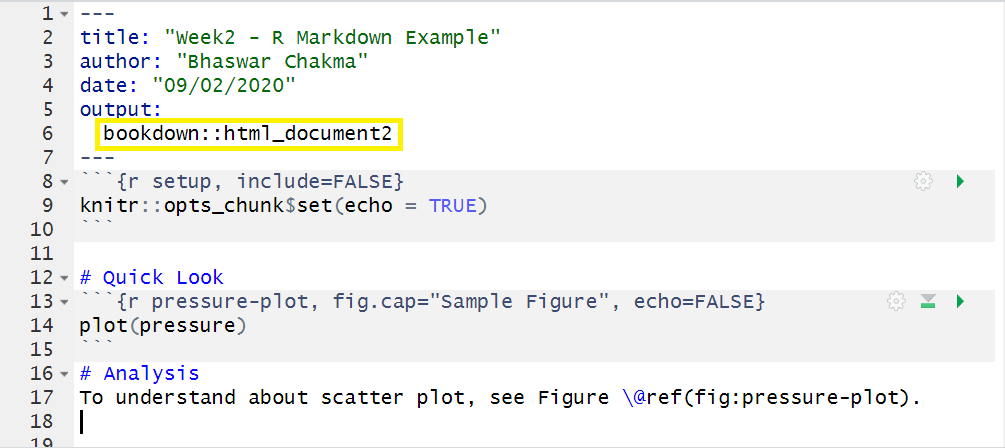 1 ---
2 title: "Week2 - R Markdown Example"
3 author: "Bhaswar Chakma"
4 date: "09/02/2020"
5 output:
6   bookdown::html_document2
7 ---
8 ```{r setup, include=FALSE}
9 knitr::opts_chunk$set(echo = TRUE)
10 ```
11
12 # Quick Look
13 ```{r pressure-plot, fig.cap="Sample Figure", echo=FALSE}
14 plot(pressure)
15 ```
16 # Analysis
17 To understand about scatter plot, see Figure \@ref(fig:pressure-plot).
18
19